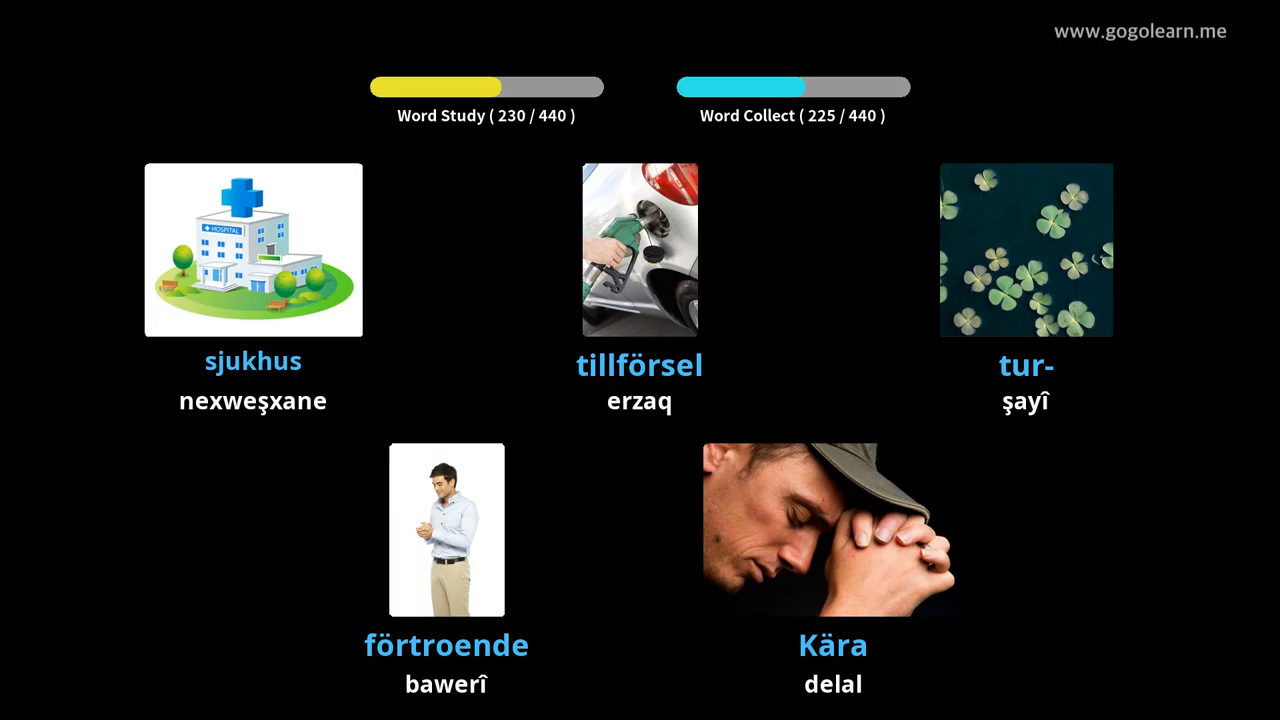 www.gogolearn.me
Word Study ( 230 / 440 )
Word Collect ( 225 / 440 )
HOSPITAL
sjukhus
nexweşxane
tillförsel
erzaq
tur-
şayî
förtroende
bawerî
Kära
delal